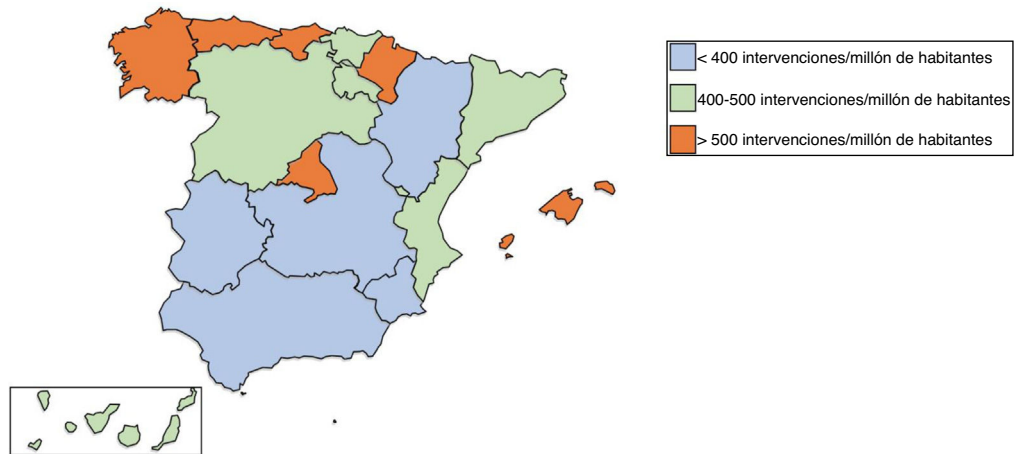 < 400 intervenciones/millón de habitantes
400-500 intervenciones/millón de habitantes
> 500 intervenciones/millón de habitantes